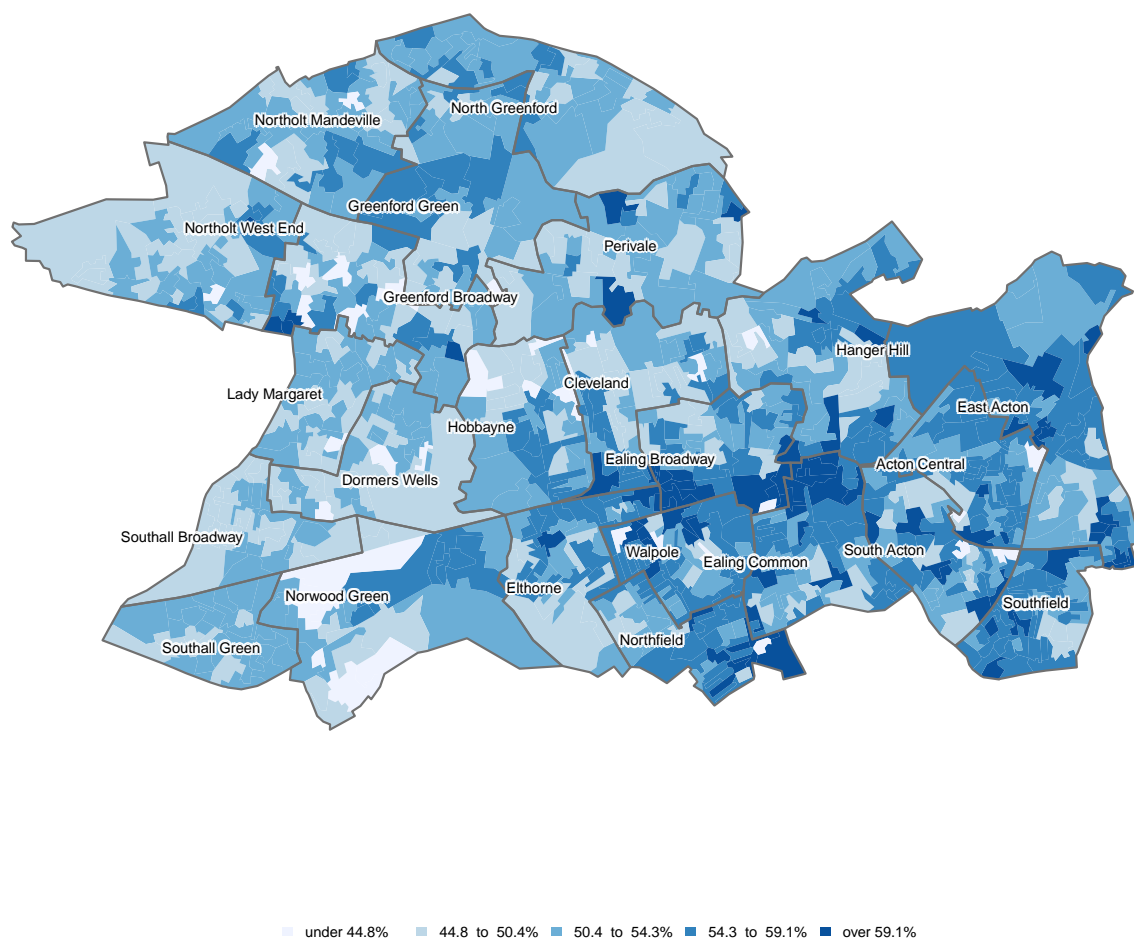 North Greenford
Northolt Mandeville
Greenford Green
Northolt West End
Perivale
Greenford Broadway
Hanger Hill
Cleveland
Lady Margaret
East Acton
Hobbayne
Ealing Broadway
Acton Central
Dormers Wells
Southall Broadway
South Acton
Walpole
Ealing Common
Elthorne
Norwood Green
Southfield
Northfield
Southall Green
under 44.8% 44.8 to 50.4% 50.4 to 54.3% 54.3 to 59.1% over 59.1%